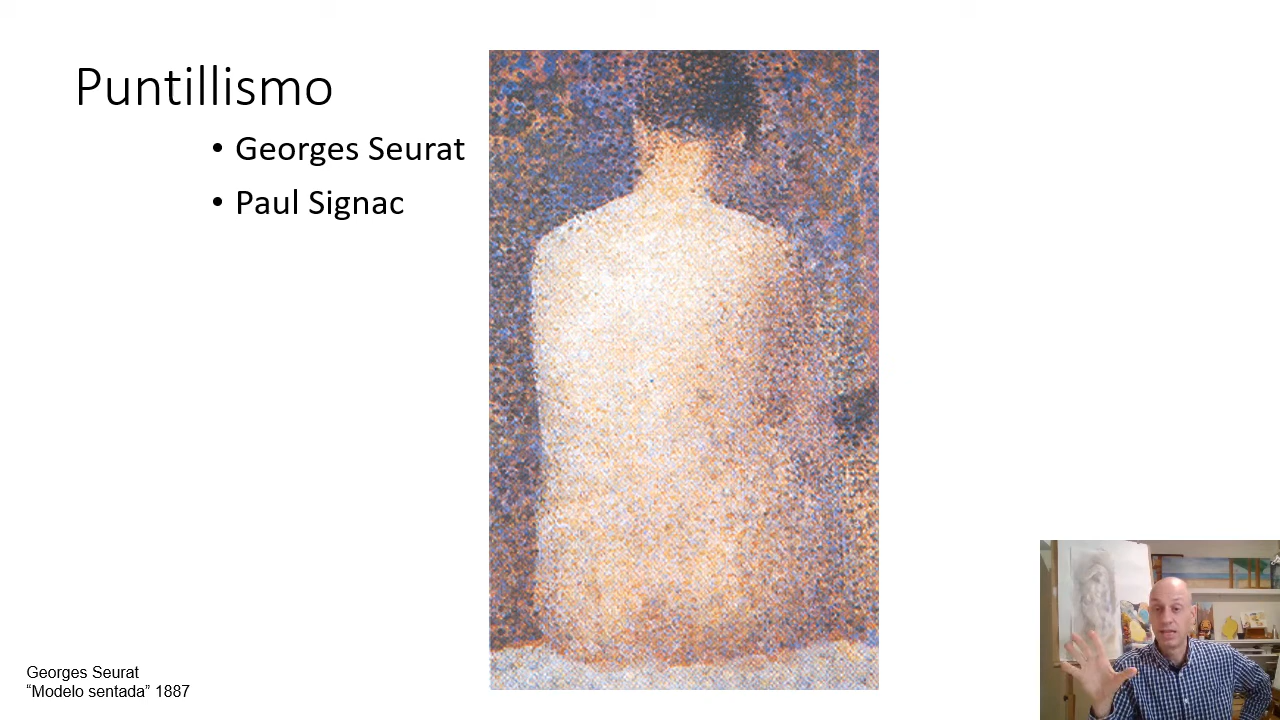 Puntillismo
• Georges Seurat
• Paul Signac
Georges Seurat
“Modelo sentada” 1887